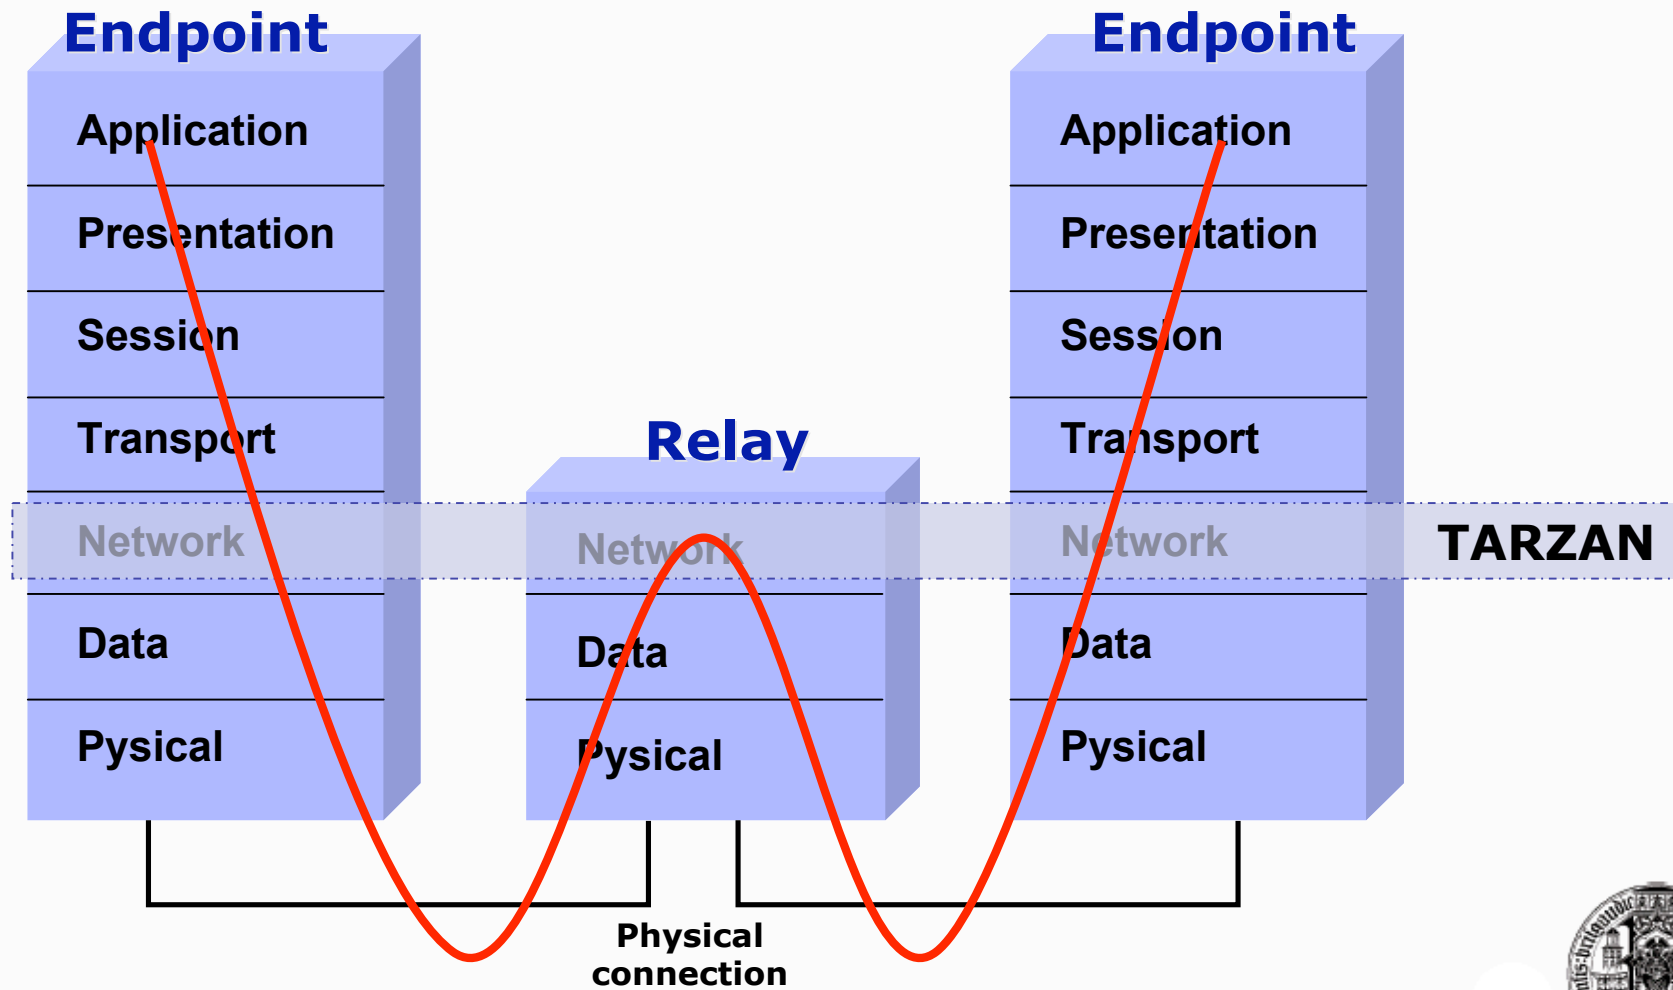 Endpoint
Application
Presentation
Session
Transport
Network
Data
Pysical
Relay
Network
Data
Pysical
Endpoint
Application
Presentation
Session
Transport
Network
Data
Pysical
TARZAN
Physical
connection